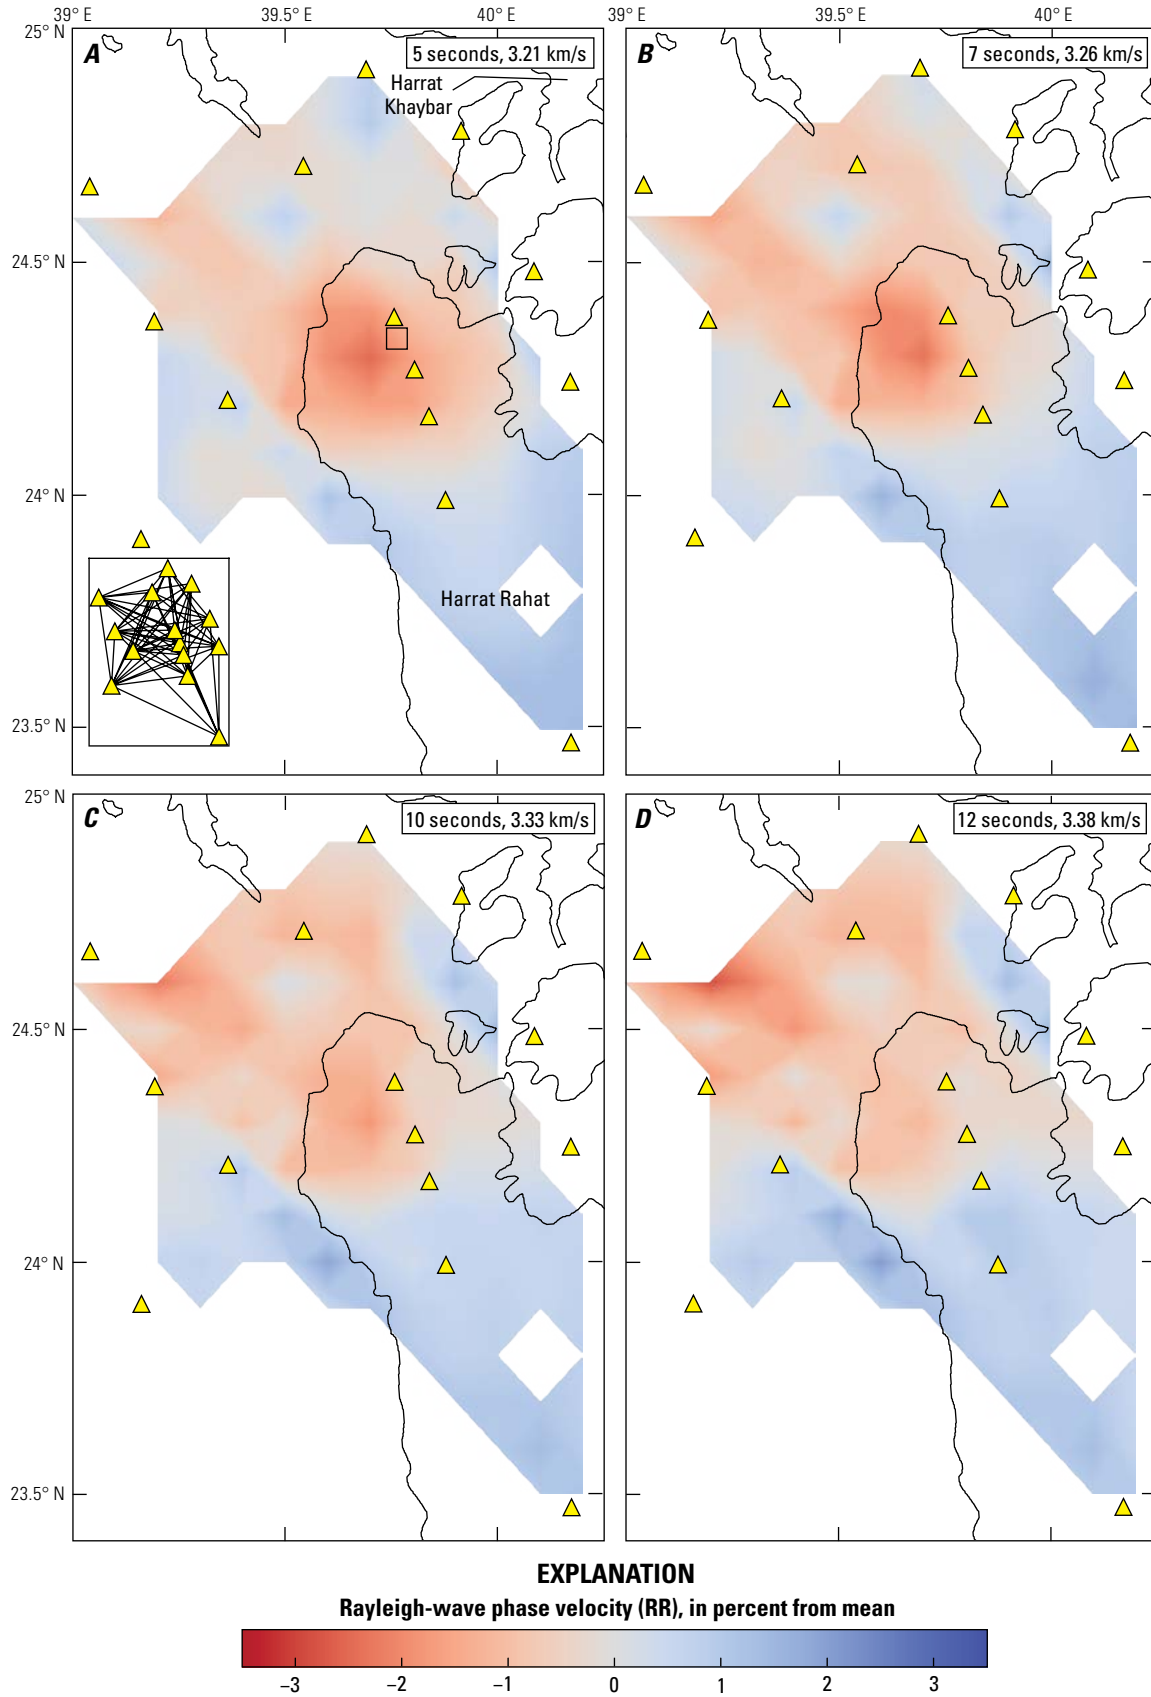 39° E 39.5° E 40° E 39° E 39.5° E 40° E
25° N
A
5 seconds, 3.21 km/s
Harrat
Khaybar
B
7 seconds, 3.26 km/s
24.5° N
24° N
Harrat Rahat
23.5° N
25° N
C
10 seconds, 3.33 km/s
D
12 seconds, 3.38 km/s
24.5° N
24° N
23.5° N
EXPLANATION
Rayleigh-wave phase velocity (RR), in percent from mean
−3 −2 −1 0 1 2 3